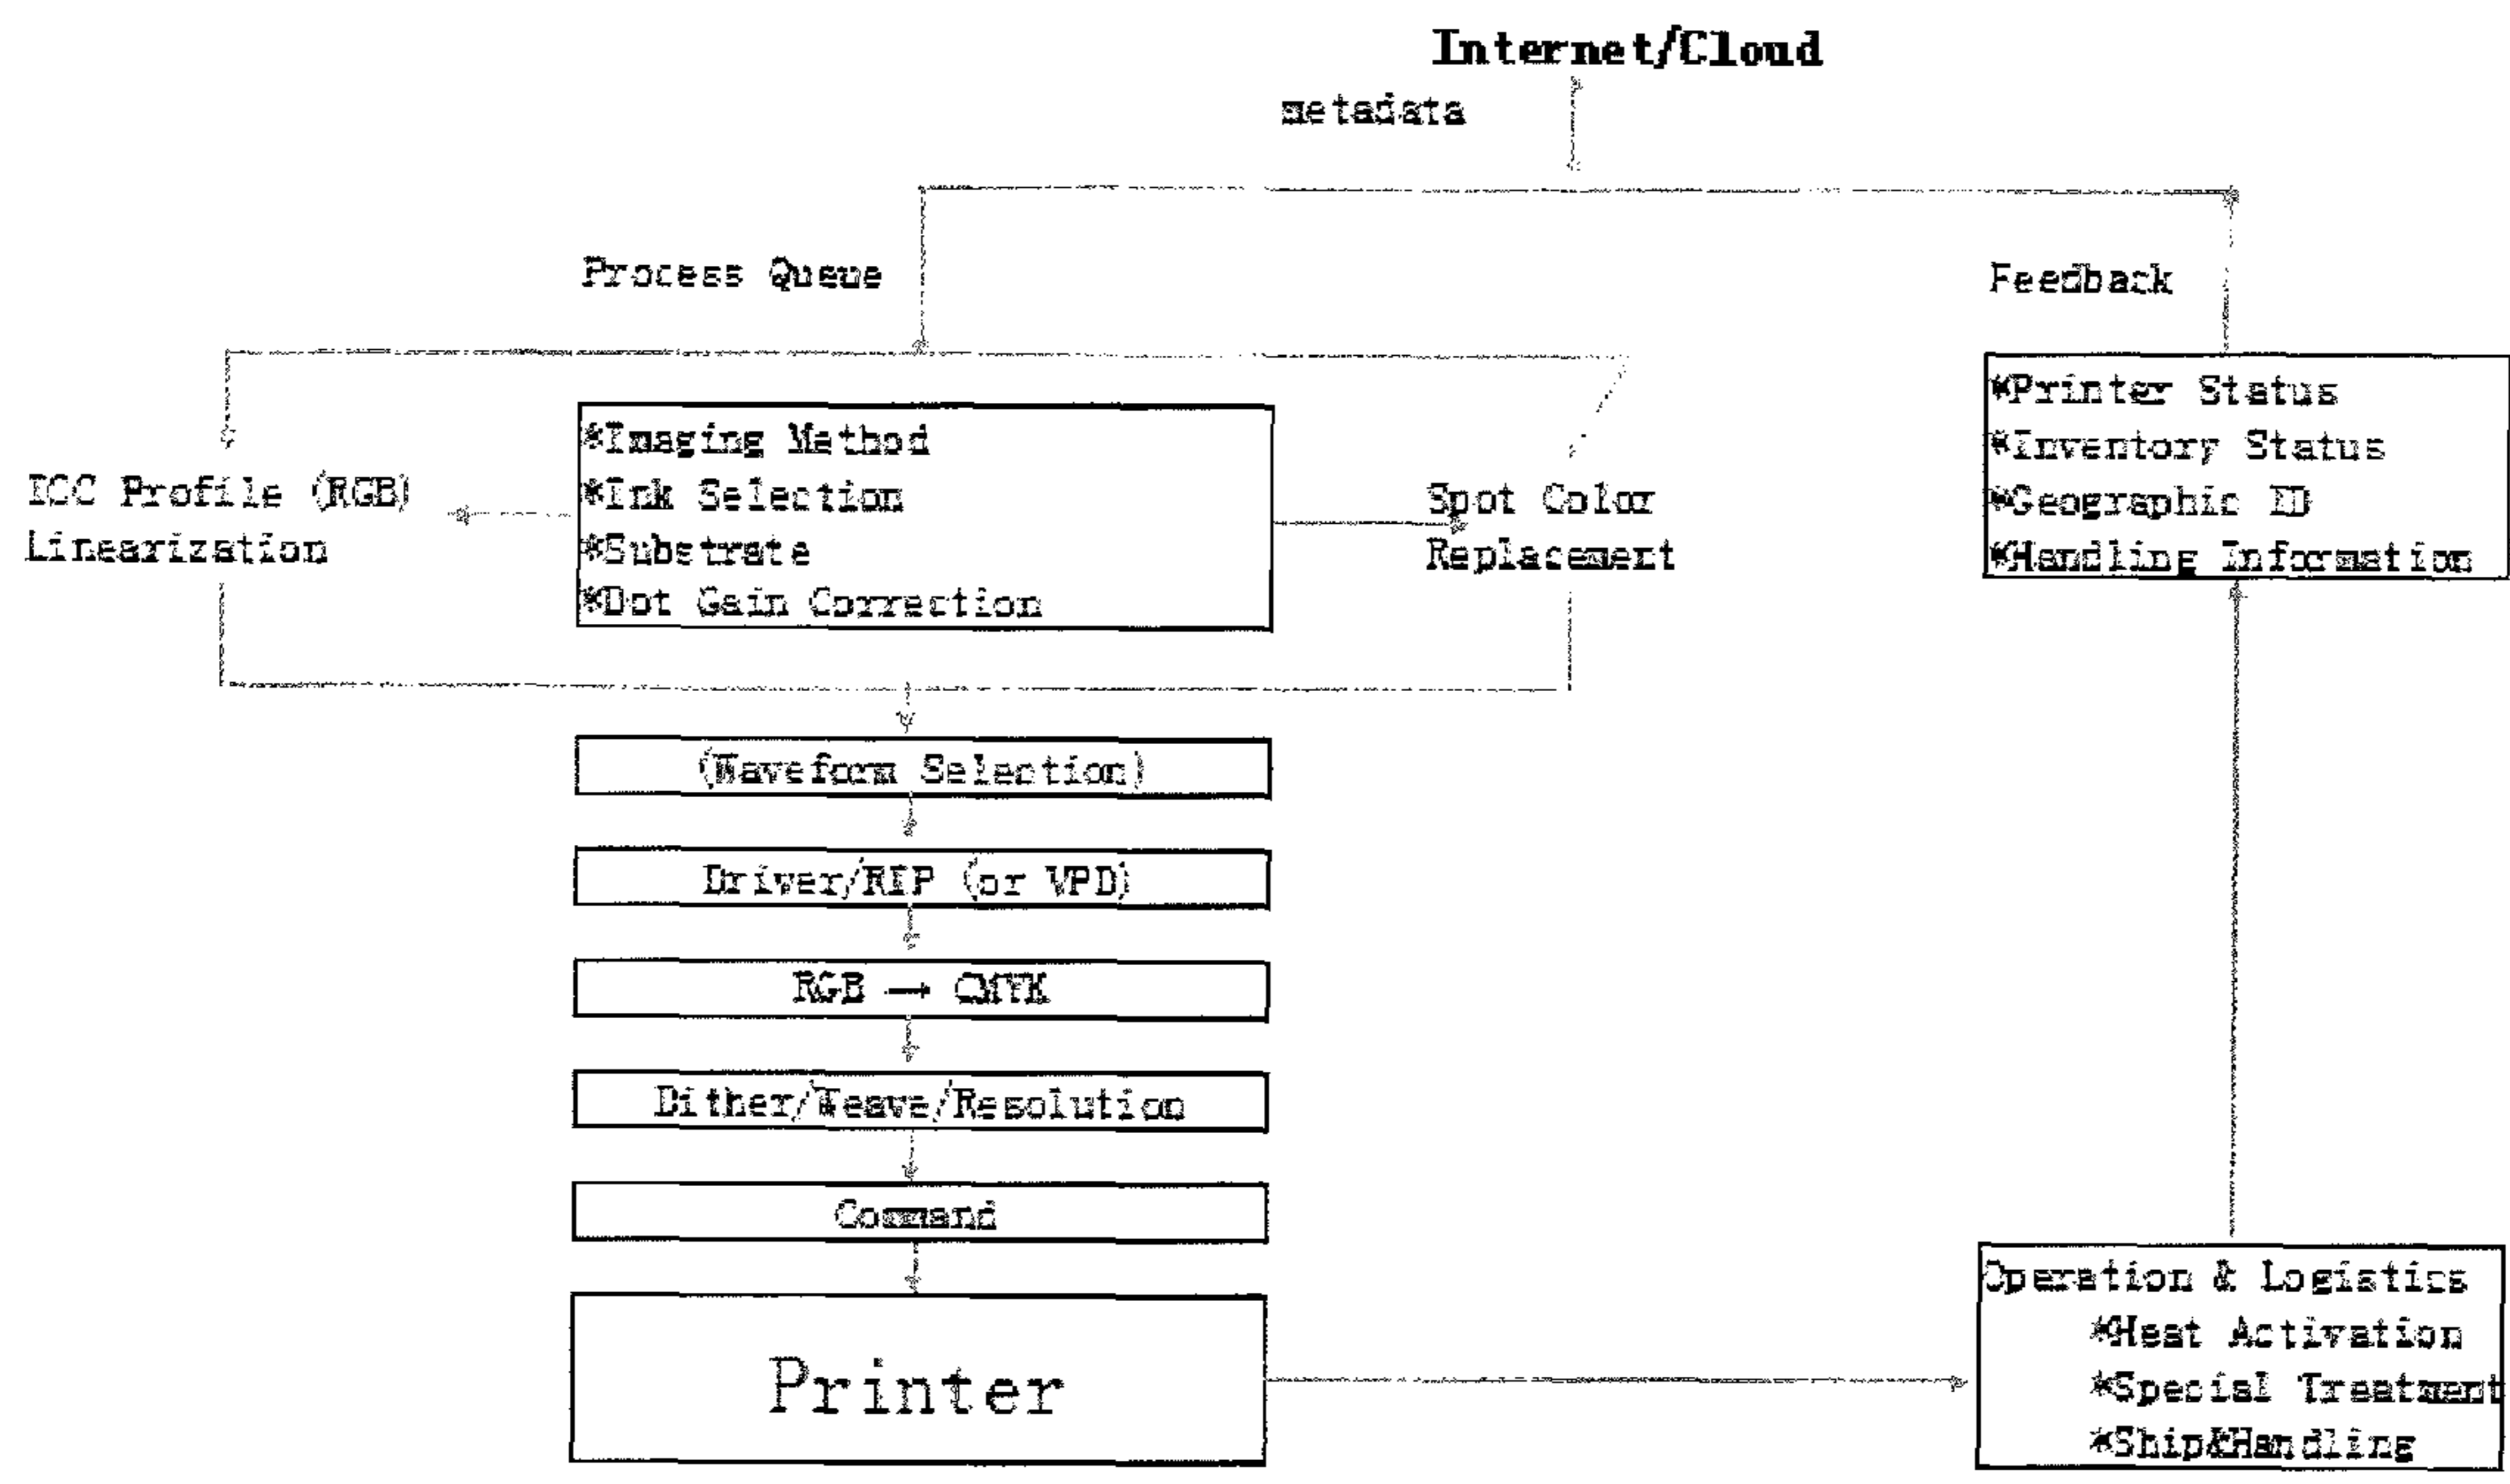 Internet/Cloud
metadata
Process Queue
Feedback
*Printer Status
*Inventory Status
*Geographic ID
*Handling Information
*Imaging Method
*Ink Selection
*Substrate
*Dot Gain Correction
ICC Profile (RGB)
Linearization
Spot Color
Replacement
(Waveform Selection)
Driver/RIP (or VPD)
RGB → CMYK
Dither/Weave/Resolution
Command
Printer
Operation & Logistics
*Heat Activation
*Special Treatment
*Ship&Handling